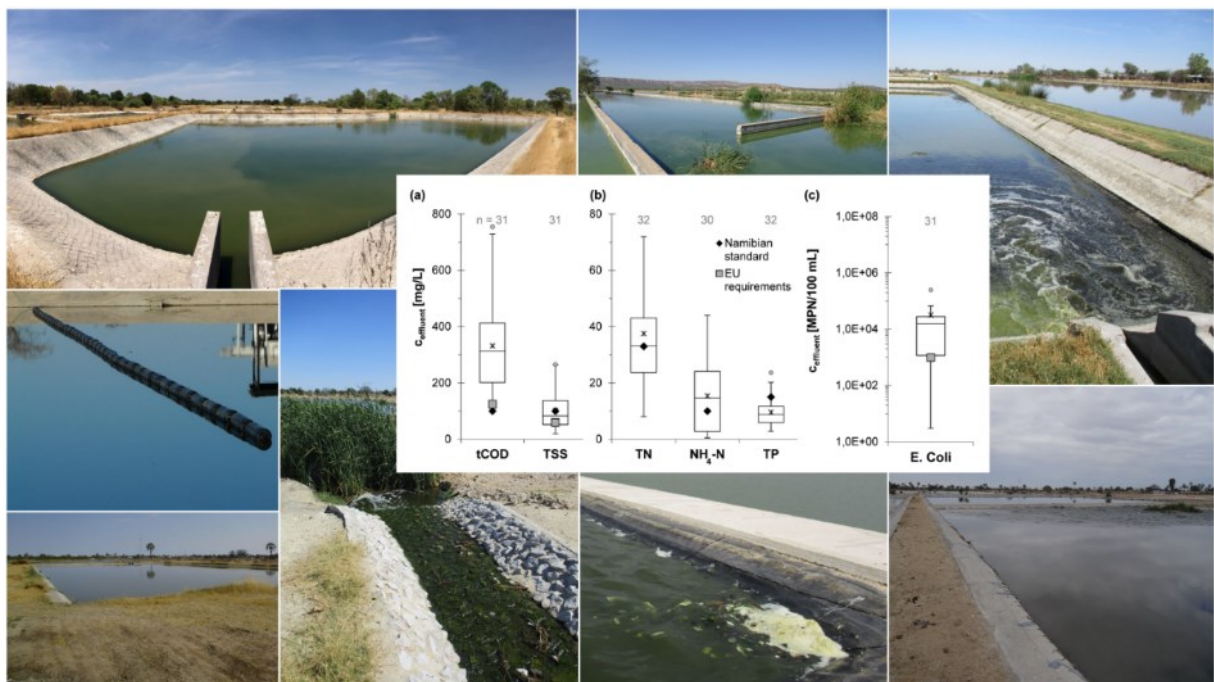 (a)
(b)
(c)
800
600
400
200
0
c effluent [mg/L]
n = 31
31
tCOD
TSS
80
60
40
20
0
32
30
32
Namibian
standard
EU
requirements
TN
NH4-N
TP
c effluent [MPN/100 mL]
1,0E+08
1,0E+06
1,0E+04
1,0E+02
1,0E+00
31
E. Coli